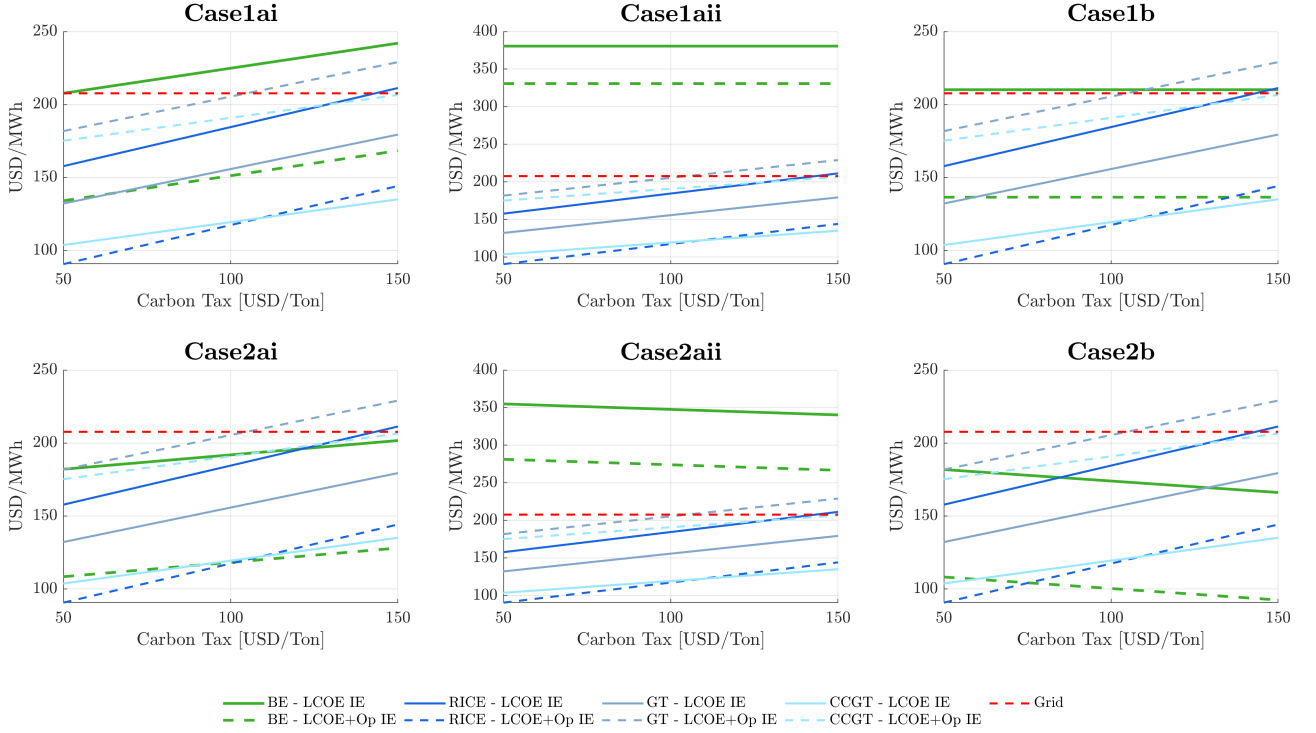 Case1ai
Case1aii
Case1b
250
200
150
100
50
100
150
USD/MWh
Carbon Tax [USD/Ton]
400
350
300
250
200
150
100
50
100
150
USD/MWh
Carbon Tax [USD/Ton]
250
200
150
100
50
100
150
USD/MWh
Carbon Tax [USD/Ton]
Case2ai
Case2aii
Case2b
250
200
150
100
50
100
150
USD/MWh
Carbon Tax [USD/Ton]
400
350
300
250
200
150
100
50
100
150
USD/MWh
Carbon Tax [USD/Ton]
250
200
150
100
50
100
150
USD/MWh
Carbon Tax [USD/Ton]
BE - LCOE IE RICE - LCOE IE GT - LCOE IE CCGT - LCOE IE Grid
BE - LCOE+Op IE RICE - LCOE+Op IE GT - LCOE+Op IE CCGT - LCOE+Op IE